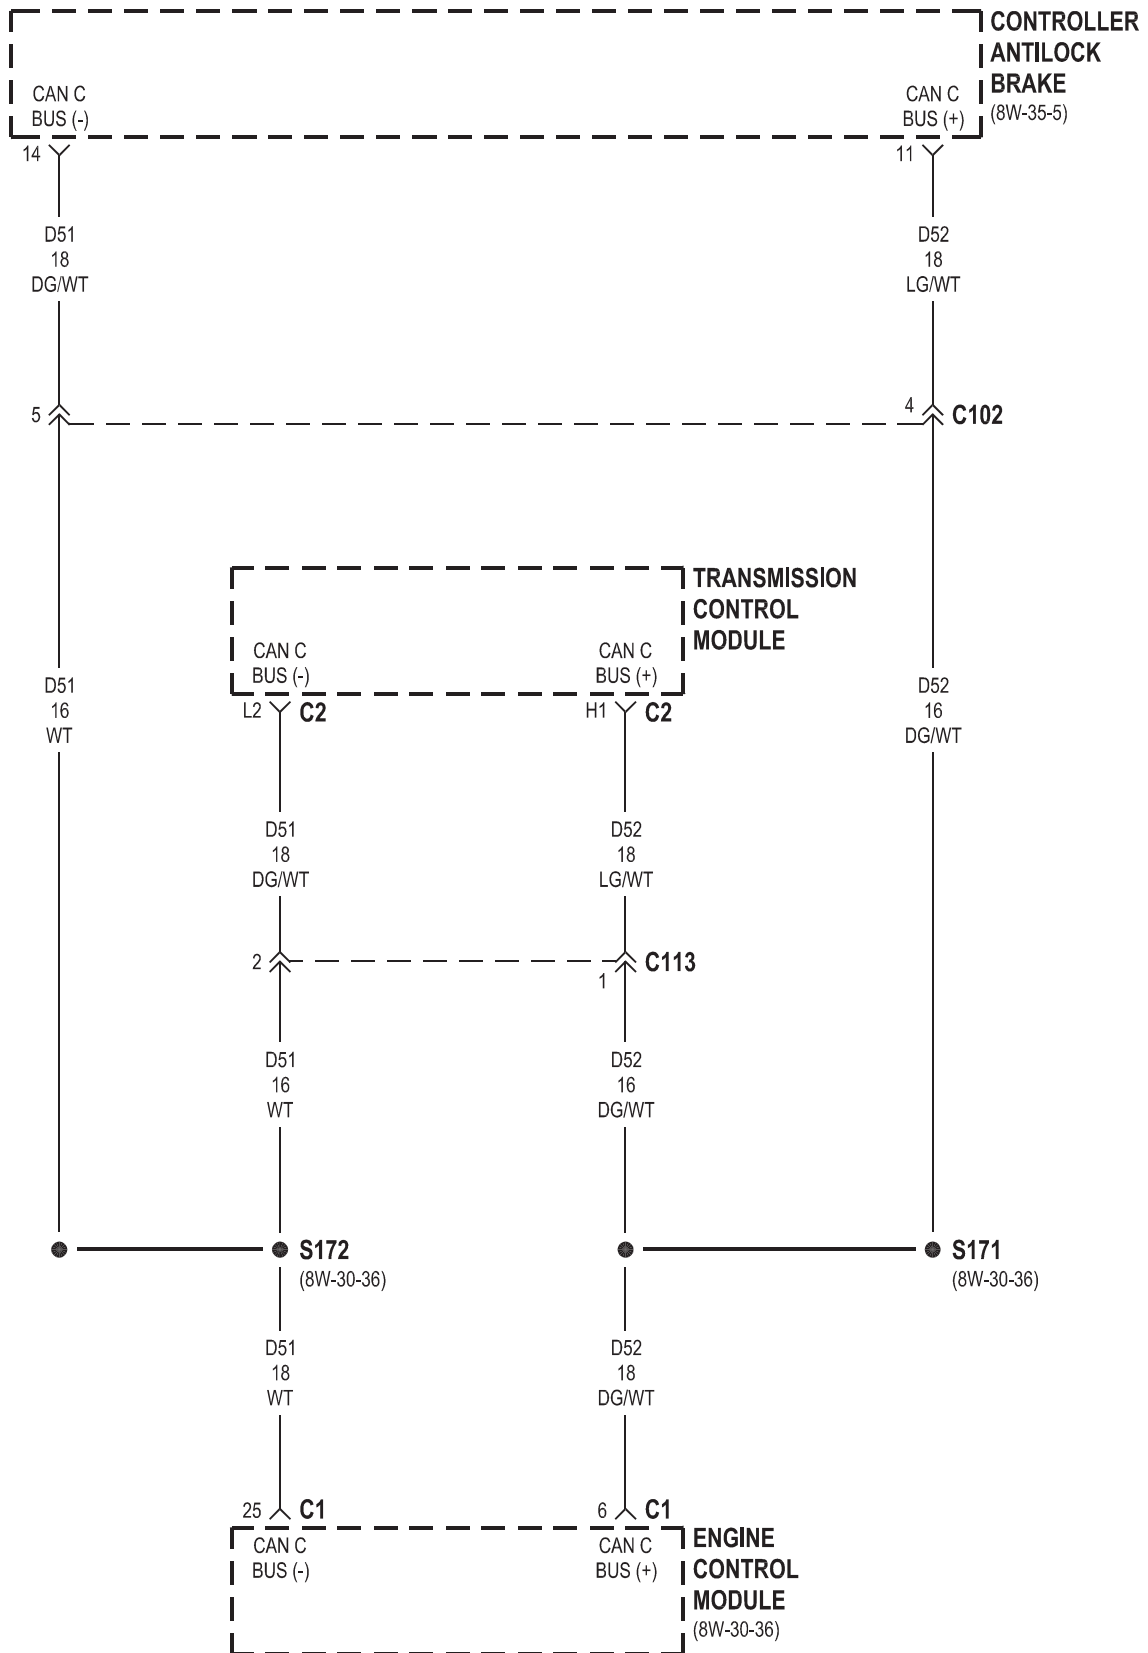 CONTROLLER
ANTILOCK
BRAKE
(8W-35-5)
CAN C
BUS (-)
CAN C
BUS (+)
14
11
D51
18
DG/WT
D52
18
LG/WT
5
4
C102
TRANSMISSION
CONTROL
MODULE
CAN C
BUS (-)
CAN C
BUS (+)
L2
C2
H1
C2
D51
16
WT
D52
16
DG/WT
D51
18
DG/WT
D52
18
LG/WT
2
C113
1
D51
16
WT
D52
16
DG/WT
S172
(8W-30-36)
S171
(8W-30-36)
D51
18
WT
D52
18
DG/WT
25
C1
6
C1
CAN C
BUS (-)
CAN C
BUS (+)
ENGINE
CONTROL
MODULE
(8W-30-36)